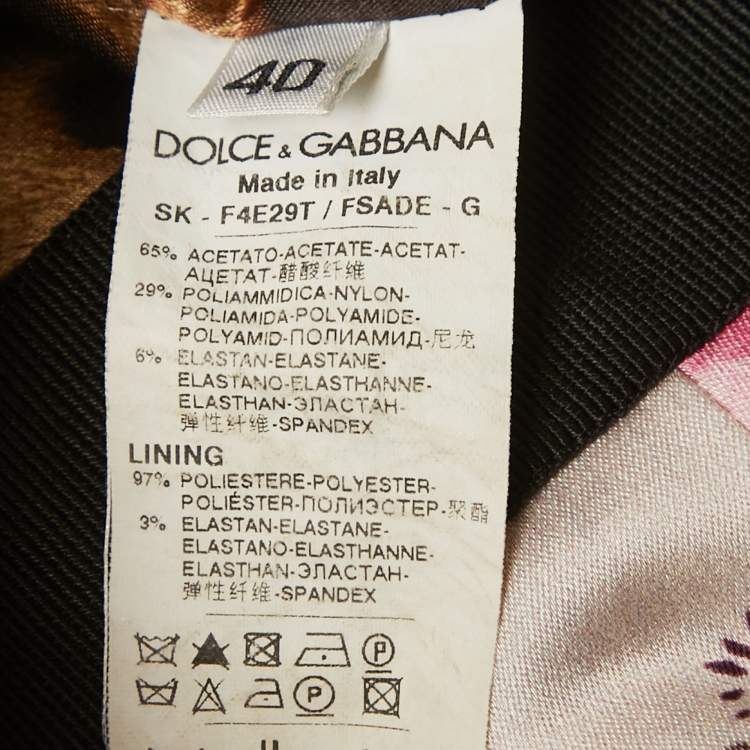 40
DOLCE & GABBANA
Made in Italy
SK - F4E29T / FSADE - G
65% ACETATO-ACETATE-ACETAT-
АЦЕТАТ-醋酸纤维
29% POLIAMMIDICA-NYLON-
POLIAMIDA-POLYAMIDE-
POLYAMID-ПОЛИАМИД-尼龙
6% ELASTAN-ELASTANE-
ELASTANO-ELASTHANNE-
ELASTHAN-ЭЛАСТАН-
弹性纤维-SPANDEX
LINING
97% POLIESTERE-POLYESTER-
POLIÉSTER-ПОЛИЭСТЕР-聚酯
3% ELASTAN-ELASTANE-
ELASTANO-ELASTHANNE-
ELASTHAN-ЭЛАСТАН-
弹性纤维-SPANDEX
P
P